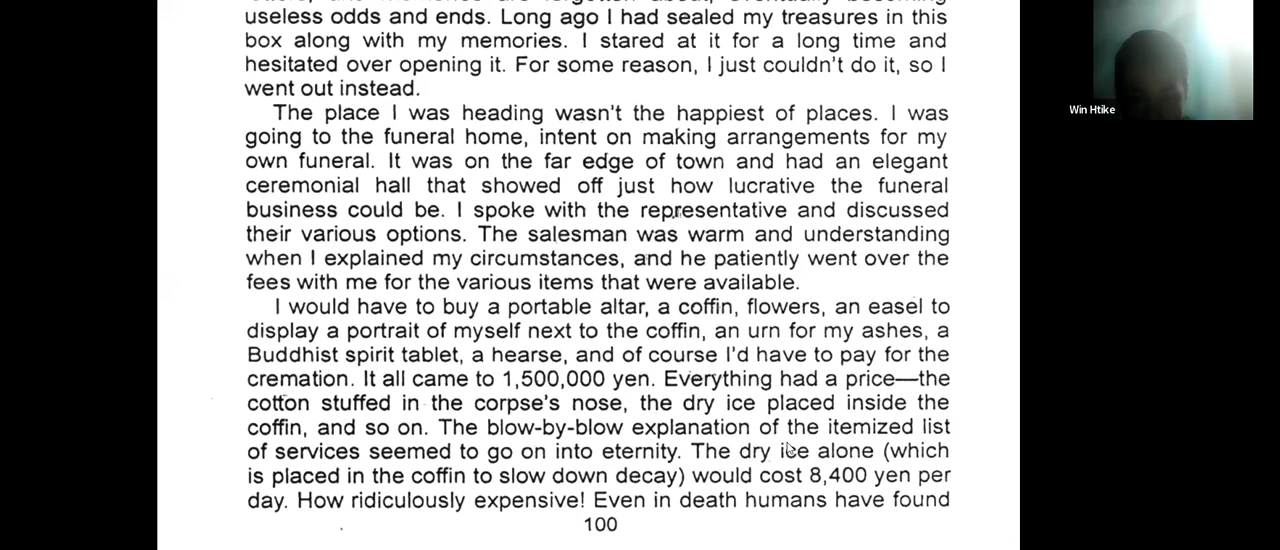 useless odds and ends. Long ago I had sealed my treasures in this
box along with my memories. I stared at it for a long time and
hesitated over opening it. For some reason, I just couldn't do it, so I
went out instead.
The place I was heading wasn't the happiest of places. I was
going to the funeral home, intent on making arrangements for my
own funeral. It was on the far edge of town and had an elegant
ceremonial hall that showed off just how lucrative the funeral
business could be. I spoke with the representative and discussed
their various options. The salesman was warm and understanding
when I explained my circumstances, and he patiently went over the
fees with me for the various items that were available.
I would have to buy a portable altar, a coffin, flowers, an easel to
display a portrait of myself next to the coffin, an urn for my ashes, a
Buddhist spirit tablet, a hearse, and of course I'd have to pay for the
cremation. It all came to 1,500,000 yen. Everything had a price—the
cotton stuffed in the corpse's nose, the dry ice placed inside the
coffin, and so on. The blow-by-blow explanation of the itemized list
of services seemed to go on into eternity. The dry ice alone (which
is placed in the coffin to slow down decay) would cost 8,400 yen per
day. How ridiculously expensive! Even in death humans have found
100
Win Htike